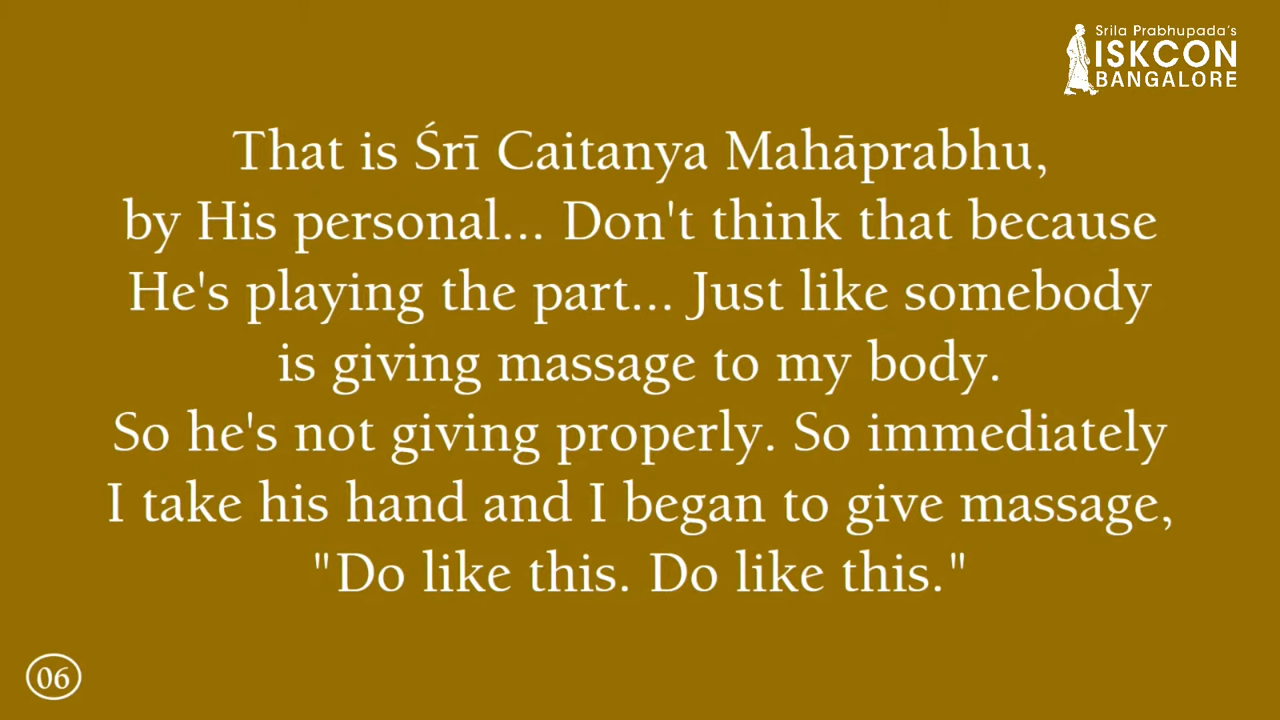 Srila Prabhupada's
ISKCON
BANGALORE
That is Śrī Caitanya Mahāprabhu,
by His personal... Don't think that because
He's playing the part... Just like somebody
is giving massage to my body.
So he's not giving properly. So immediately
I take his hand and I began to give massage,
"Do like this. Do like this."
06